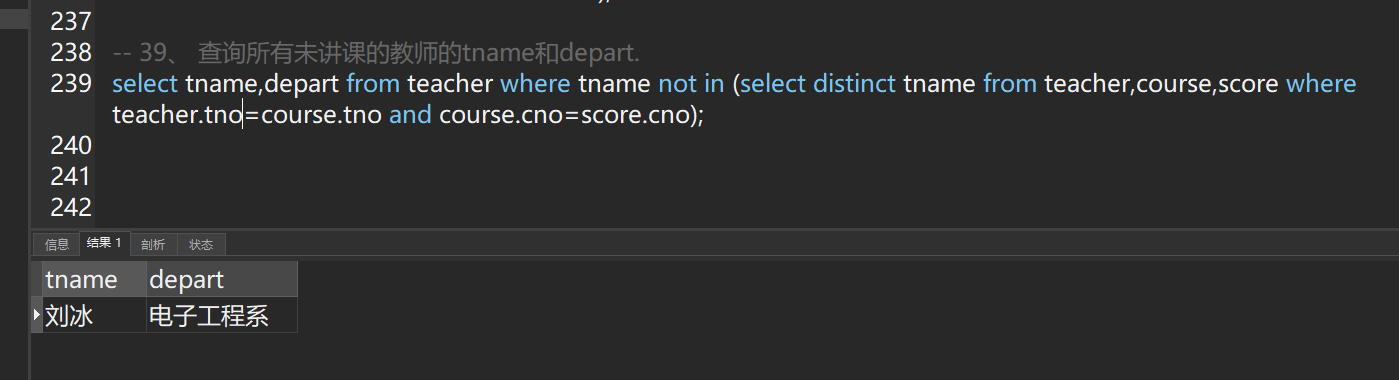 237
238 -- 39、 查询所有未讲课的教师的tname和depart.
239 select tname,depart from teacher where tname not in (select distinct tname from teacher,course,score where
teacher.tno=course.tno and course.cno=score.cno);
240
241
242
信息 结果 1 剖析 状态
tname depart
刘冰 电子工程系